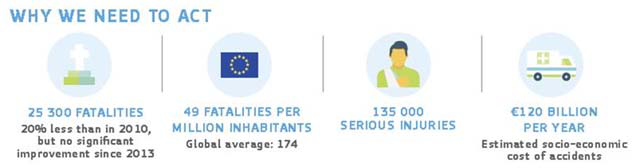 WHY WE NEED TO ACT
25 300 FATALITIES
20% less than in 2010,
but no significant
improvement since 2013
49 FATALITIES PER
MILLION INHABITANTS
Global average: 174
135 000
SERIOUS INJURIES
€120 BILLION
PER YEAR
Estimated socio-economic
cost of accidents